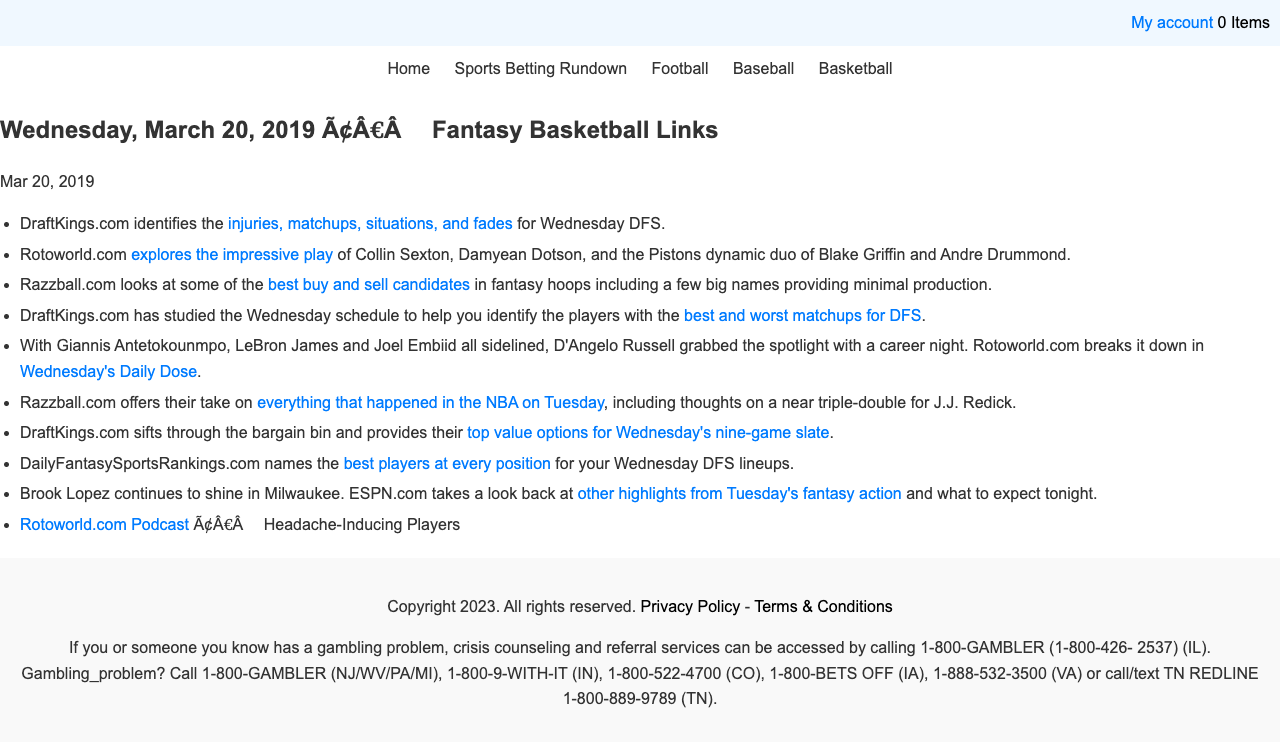 My account 0 Items
Home Sports Betting Rundown Football Baseball Basketball
Wednesday, March 20, 2019 Ã¢Â€Â Fantasy Basketball Links
Mar 20, 2019
• DraftKings.com identifies the injuries, matchups, situations, and fades for Wednesday DFS.
• Rotoworld.com explores the impressive play of Collin Sexton, Damyean Dotson, and the Pistons dynamic duo of Blake Griffin and Andre Drummond.
• Razzball.com looks at some of the best buy and sell candidates in fantasy hoops including a few big names providing minimal production.
• DraftKings.com has studied the Wednesday schedule to help you identify the players with the best and worst matchups for DFS.
• With Giannis Antetokounmpo, LeBron James and Joel Embiid all sidelined, D'Angelo Russell grabbed the spotlight with a career night. Rotoworld.com breaks it down in
Wednesday's Daily Dose.
• Razzball.com offers their take on everything that happened in the NBA on Tuesday, including thoughts on a near triple-double for J.J. Redick.
• DraftKings.com sifts through the bargain bin and provides their top value options for Wednesday's nine-game slate.
• DailyFantasySportsRankings.com names the best players at every position for your Wednesday DFS lineups.
• Brook Lopez continues to shine in Milwaukee. ESPN.com takes a look back at other highlights from Tuesday's fantasy action and what to expect tonight.
• Rotoworld.com Podcast Ã¢Â€Â Headache-Inducing Players
Copyright 2023. All rights reserved. Privacy Policy - Terms & Conditions
If you or someone you know has a gambling problem, crisis counseling and referral services can be accessed by calling 1-800-GAMBLER (1-800-426- 2537) (IL).
Gambling_problem? Call 1-800-GAMBLER (NJ/WV/PA/MI), 1-800-9-WITH-IT (IN), 1-800-522-4700 (CO), 1-800-BETS OFF (IA), 1-888-532-3500 (VA) or call/text TN REDLINE
1-800-889-9789 (TN).